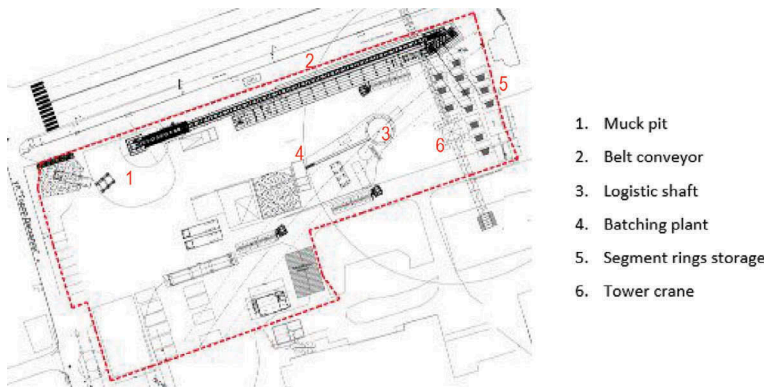 2
5
1
4
3
6
1. Muck pit
2. Belt conveyor
3. Logistic shaft
4. Batching plant
5. Segment rings storage
6. Tower crane